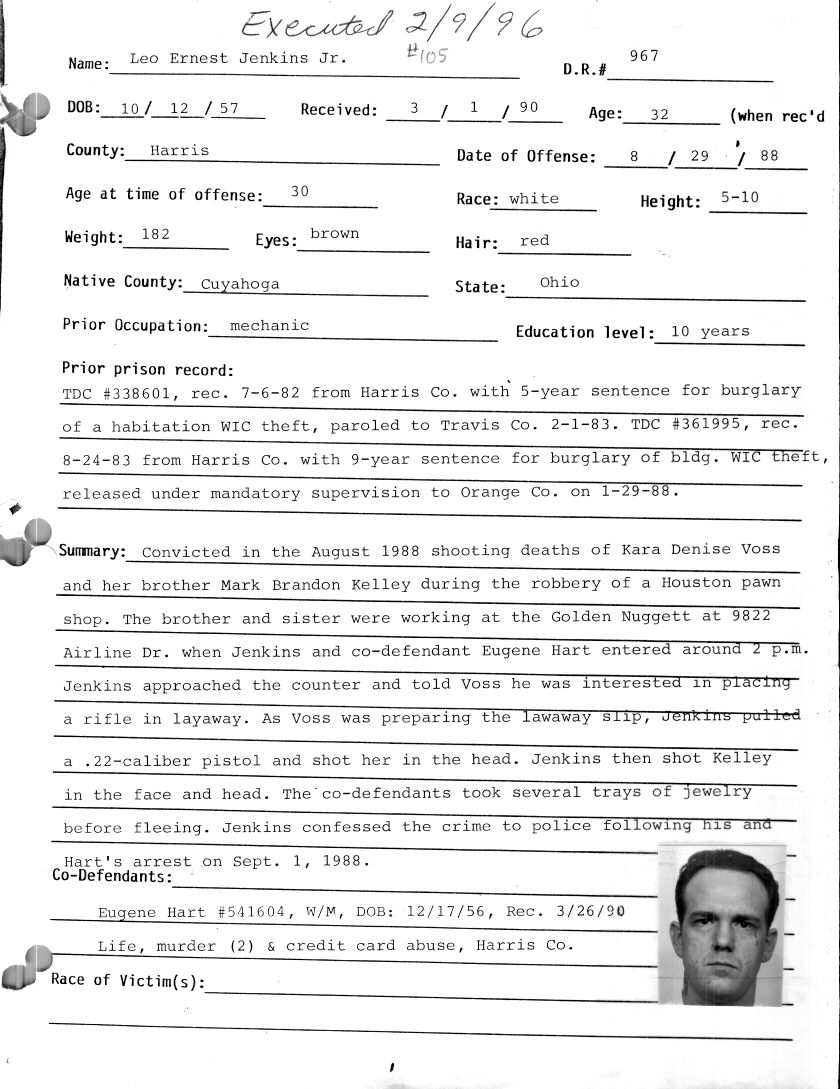 Executed 2/9/96
#105
Name: Leo Ernest Jenkins Jr. D.R.# 967
DOB: 10/ 12 /57 Received: 3 / 1 / 90 Age: 32 (when rec'd
County: Harris Date of Offense: 8 / 29 / 88
Age at time of offense: 30 Race: white Height: 5-10
Weight: 182 Eyes: brown Hair: red
Native County: Cuyahoga State: Ohio
Prior Occupation: mechanic Education level: 10 years
Prior prison record:
TDC #338601, rec. 7-6-82 from Harris Co. with 5-year sentence for burglary
of a habitation WIC theft, paroled to Travis Co. 2-1-83. TDC #361995, rec.
8-24-83 from Harris Co. with 9-year sentence for burglary of bldg. WIC theft,
released under mandatory supervision to Orange Co. on 1-29-88.
Summary: Convicted in the August 1988 shooting deaths of Kara Denise Voss
and her brother Mark Brandon Kelley during the robbery of a Houston pawn
shop. The brother and sister were working at the Golden Nuggett at 9822
Airline Dr. when Jenkins and co-defendant Eugene Hart entered around 2 p.m.
Jenkins approached the counter and told Voss he was interested in placing
a rifle in layaway. As Voss was preparing the lawaway slip, Jenkins pulled
a .22-caliber pistol and shot her in the head. Jenkins then shot Kelley
in the face and head. The co-defendants took several trays of jewelry
before fleeing. Jenkins confessed the crime to police following his and
Hart's arrest on Sept. 1, 1988.
Co-Defendants:
Eugene Hart #541604, W/M, DOB: 12/17/56, Rec. 3/26/90
Life, murder (2) & credit card abuse, Harris Co.
Race of Victim(s):